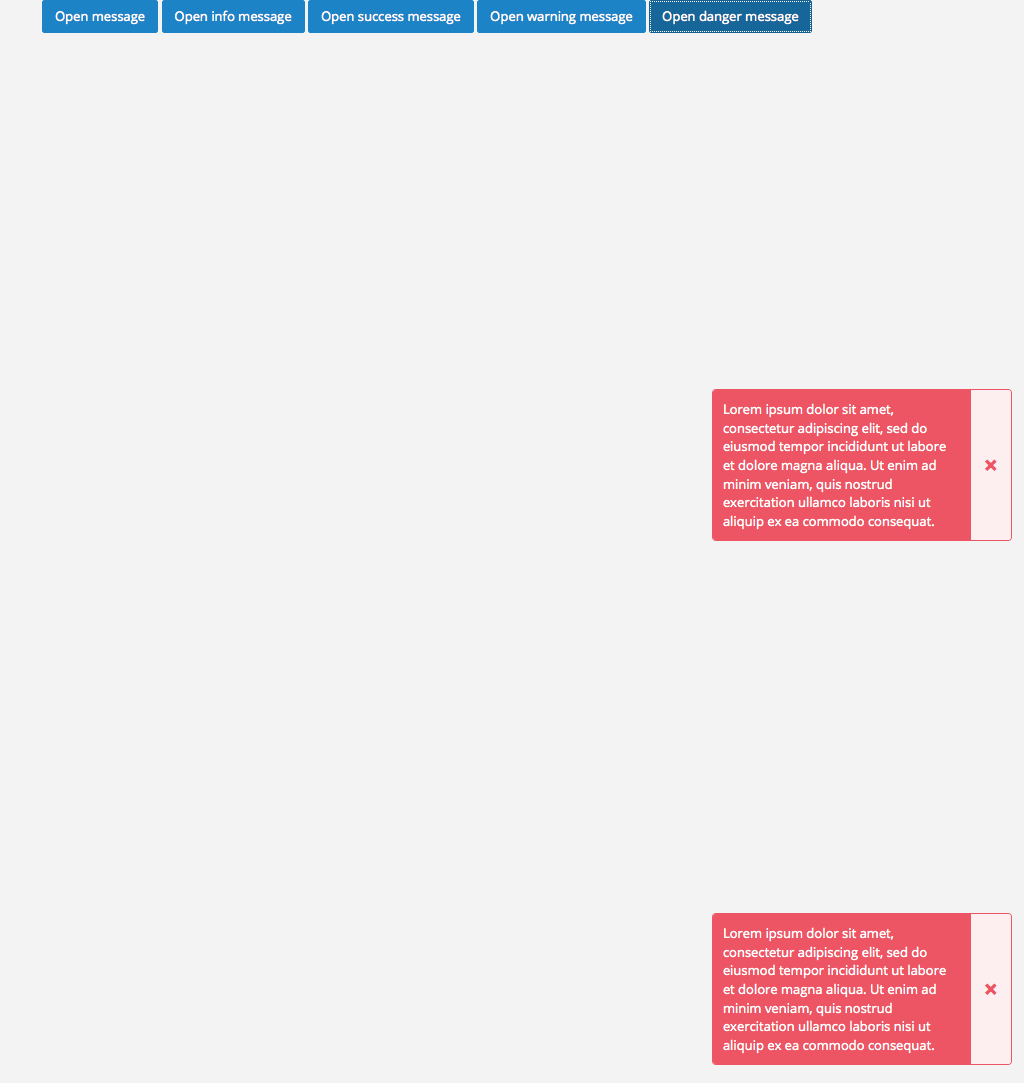 Open message
Open info message
Open success message
Open warning message
Open danger message
Lorem ipsum dolor sit amet,
consectetur adipiscing elit, sed do
eiusmod tempor incididunt ut labore
et dolore magna aliqua. Ut enim ad
minim veniam, quis nostrud
exercitation ullamco laboris nisi ut
aliquip ex ea commodo consequat.
Lorem ipsum dolor sit amet,
consectetur adipiscing elit, sed do
eiusmod tempor incididunt ut labore
et dolore magna aliqua. Ut enim ad
minim veniam, quis nostrud
exercitation ullamco laboris nisi ut
aliquip ex ea commodo consequat.